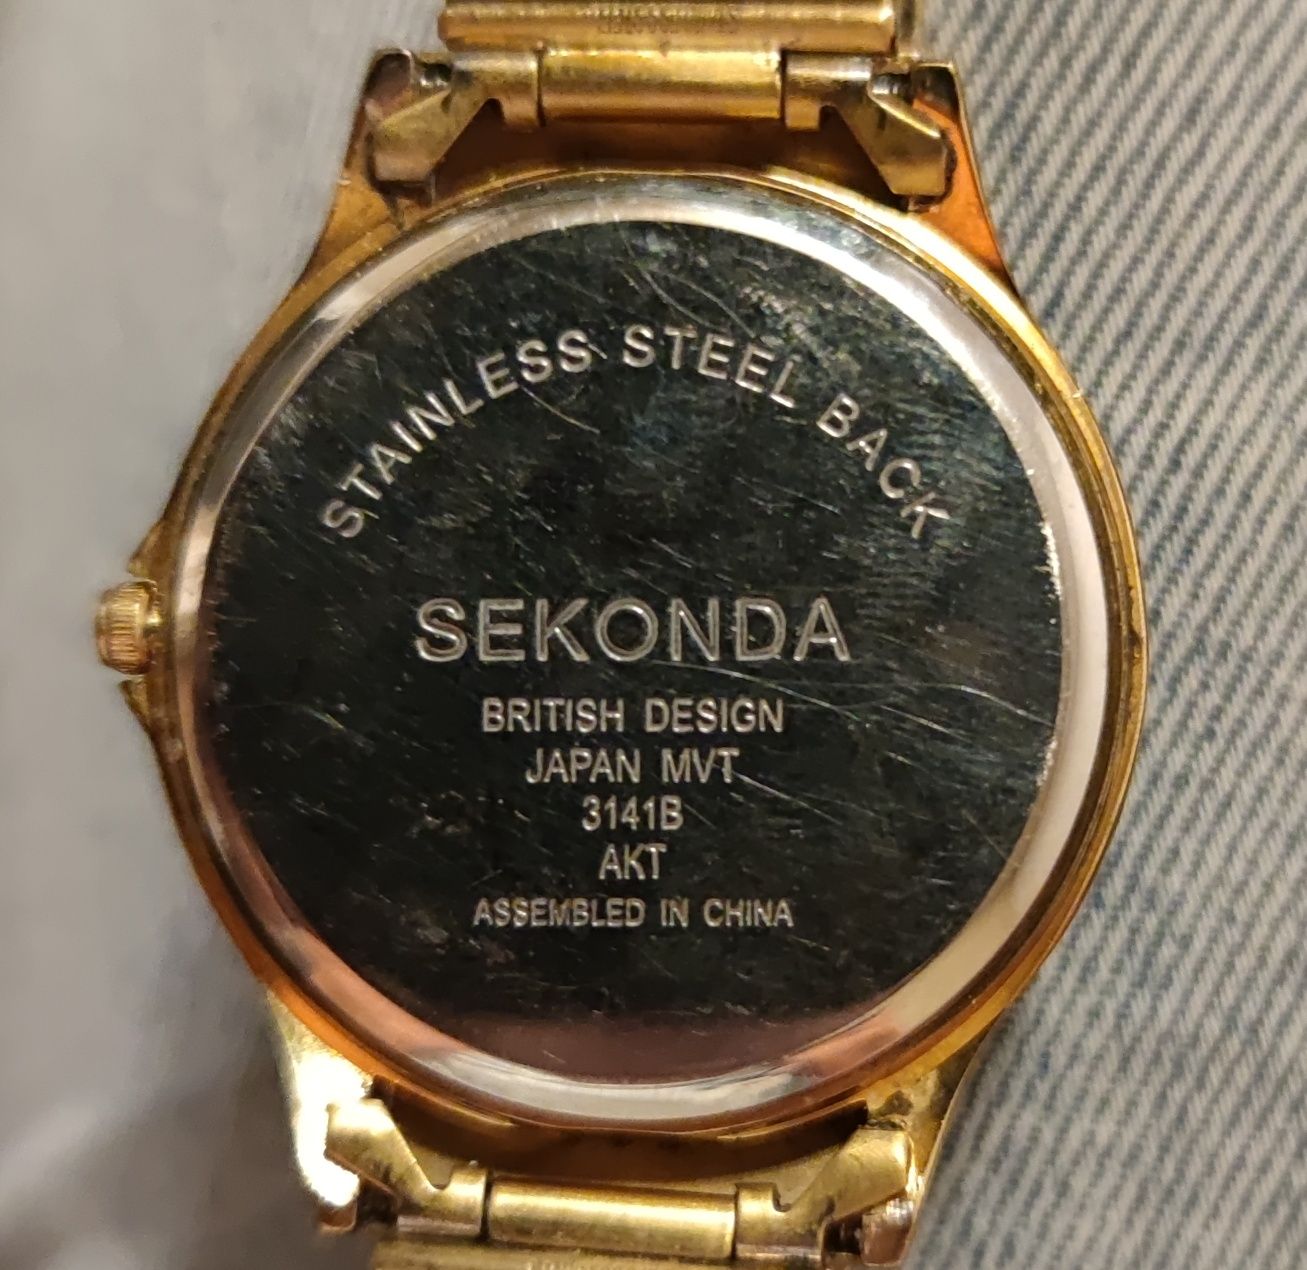 STAINLESS STEEL BACK
SEKONDA
BRITISH DESIGN
JAPAN MVT
3141B
AKT
ASSEMBLED IN CHINA